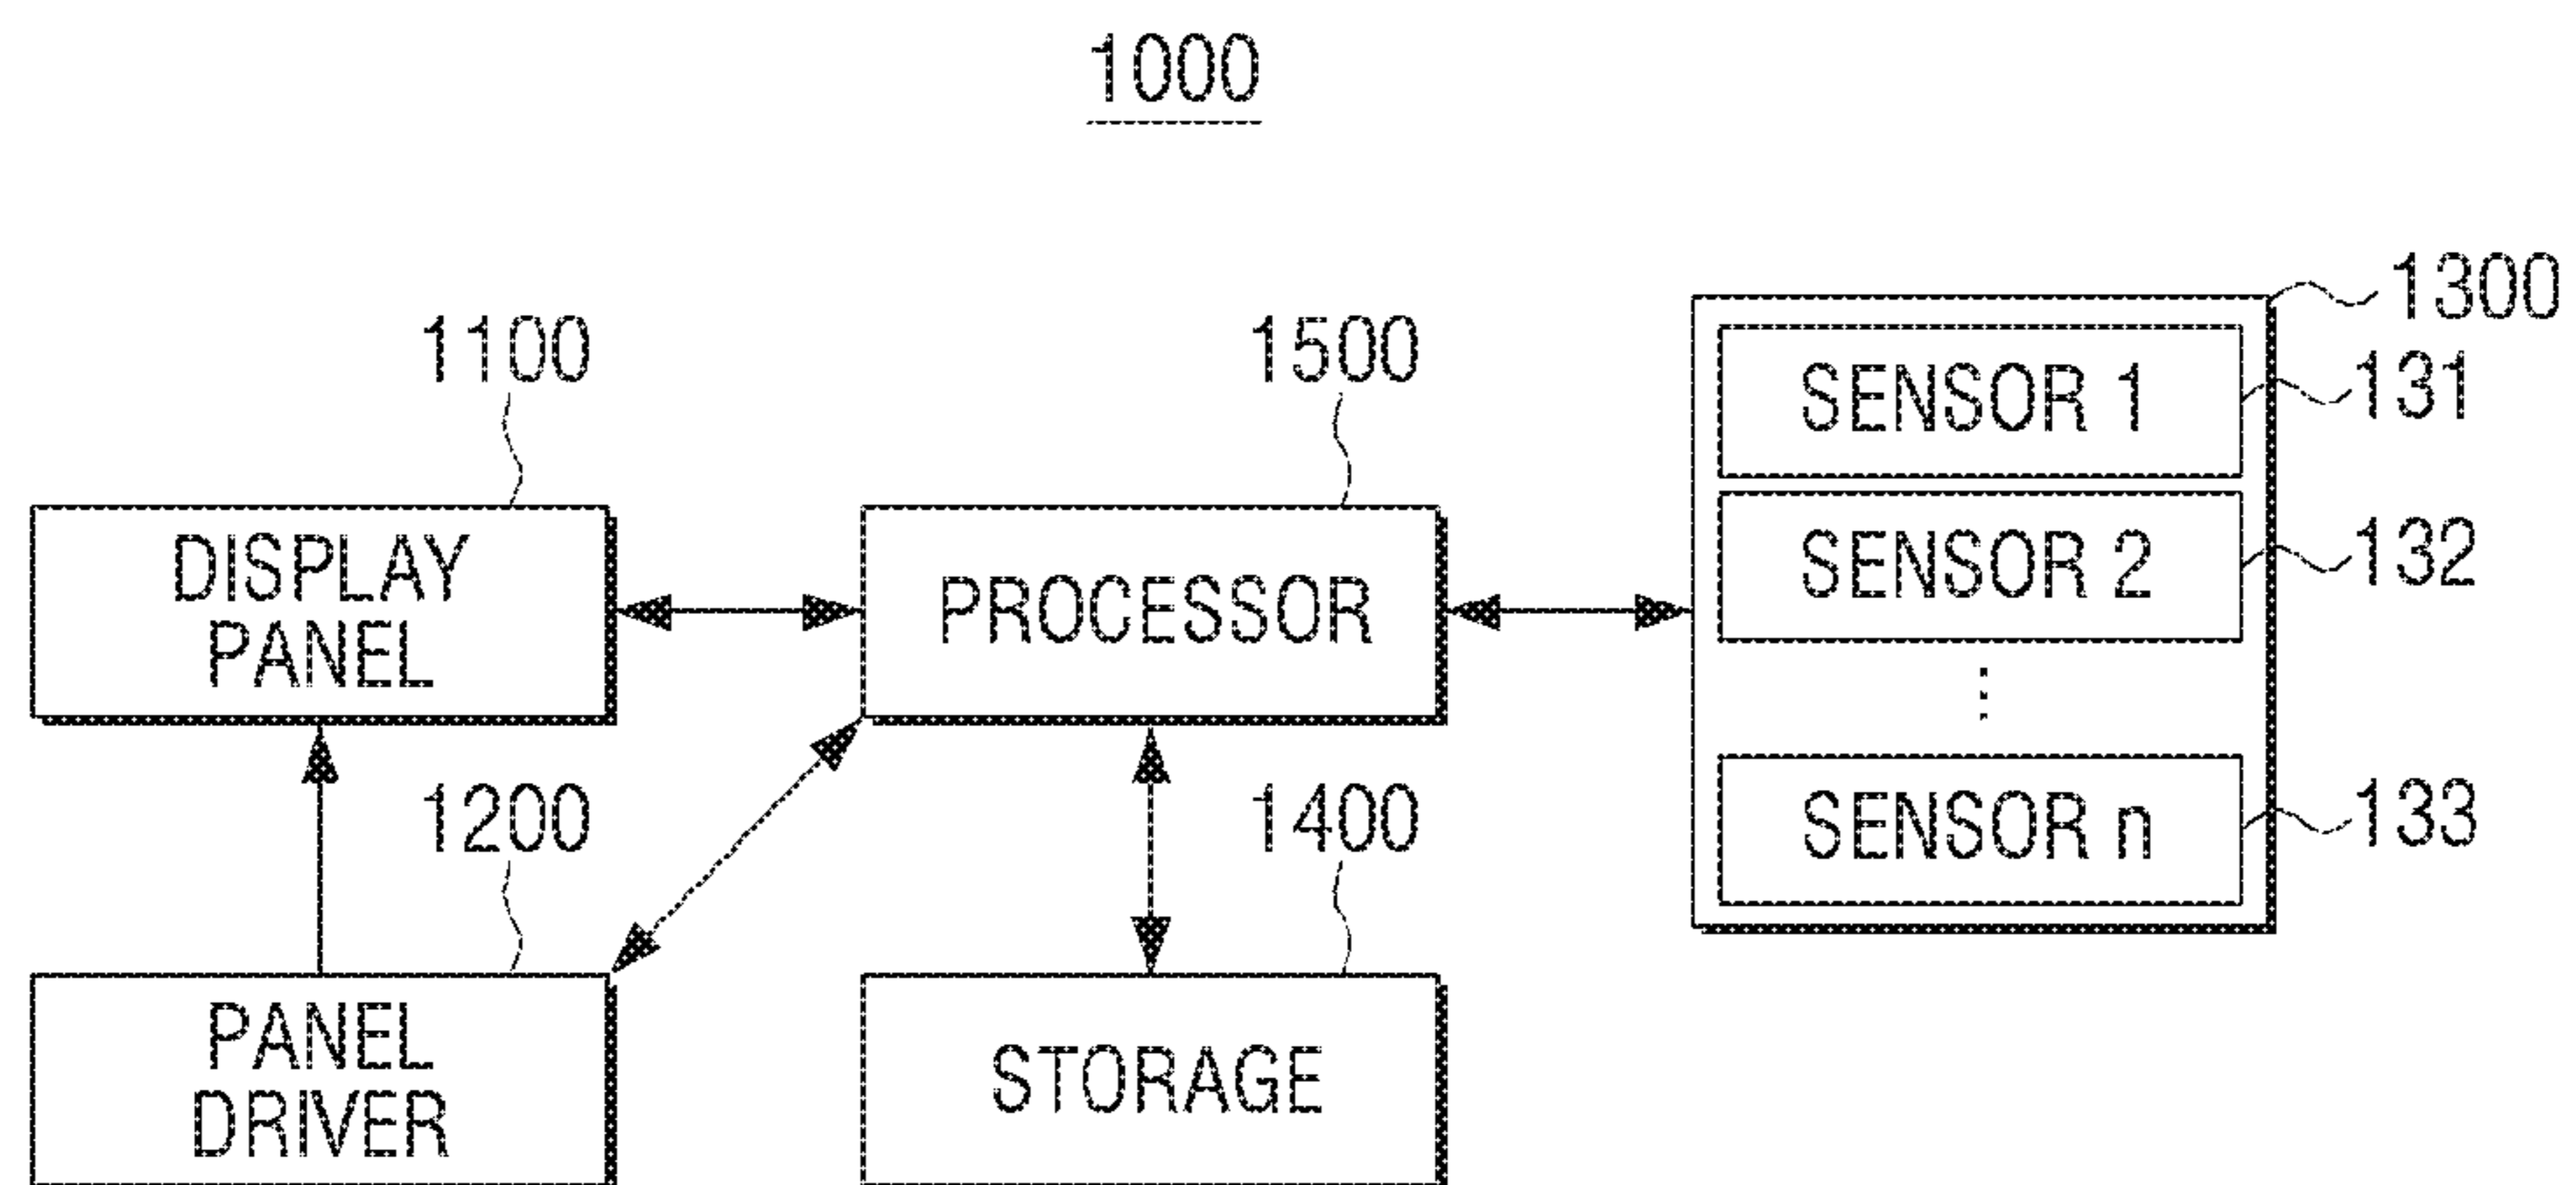 1000
1300
1100
1500
SENSOR 1
131
DISPLAY
PANEL
PROCESSOR
SENSOR 2
132
⋮
1200
1400
SENSOR n
133
PANEL
DRIVER
STORAGE